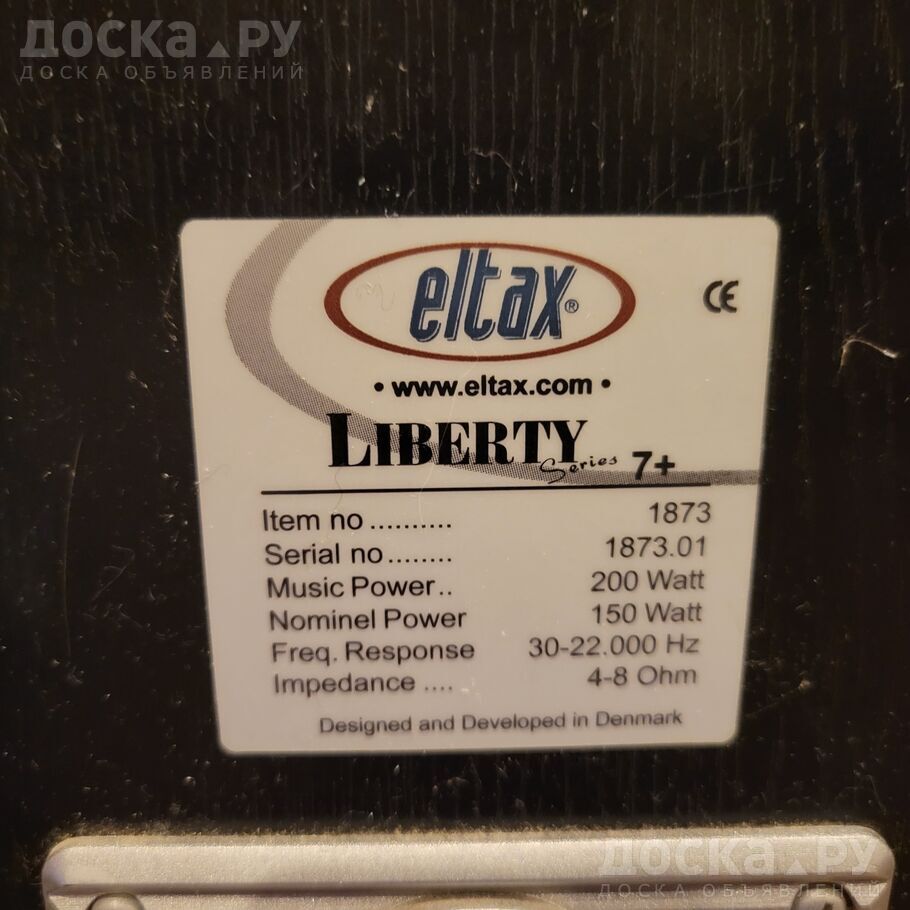 ДОСКА.РУ
ДОСКА ОБЪЯВЛЕНИЙ
eltax®
CE
• www.eltax.com •
LIBERTY
Series 7+
Item no .......... 1873
Serial no ........ 1873.01
Music Power.. 200 Watt
Nominel Power 150 Watt
Freq. Response 30-22.000 Hz
Impedance .... 4-8 Ohm
Designed and Developed in Denmark
ДОСКА.РУ
ДОСКА ОБЪЯВЛЕНИЙ